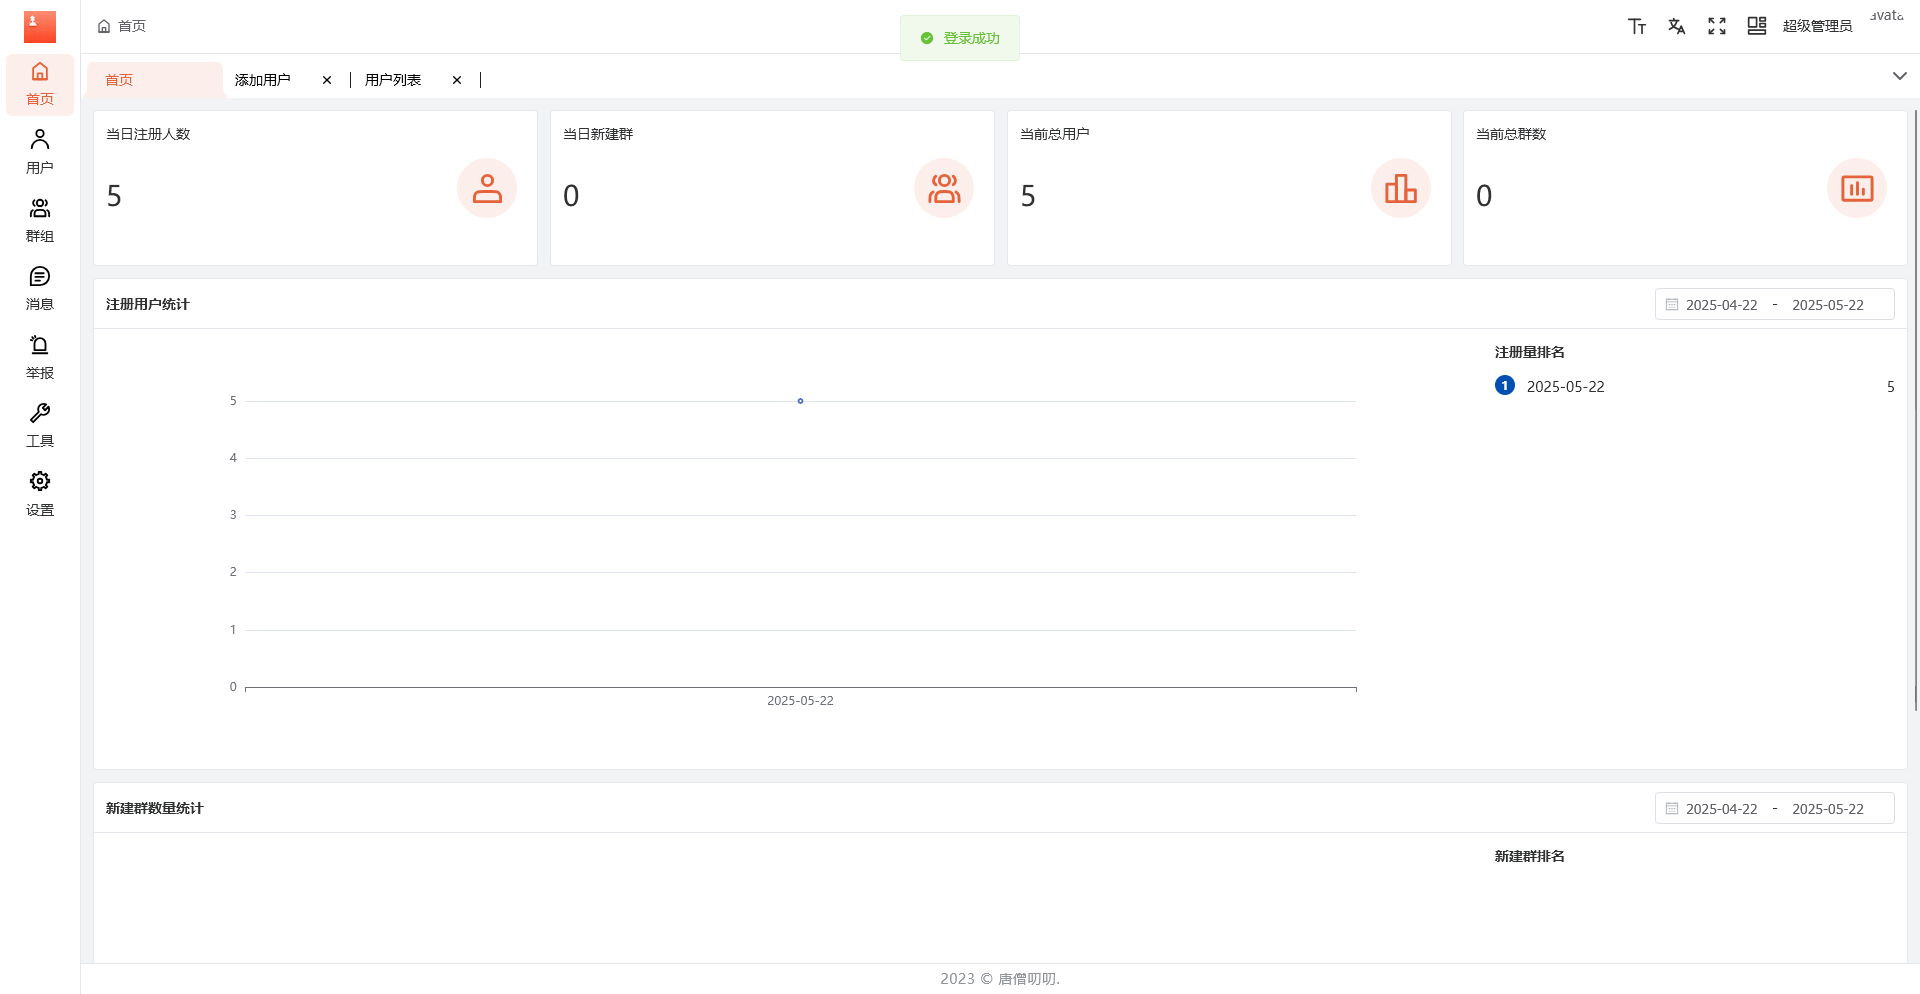 首页
登录成功
超级管理员
首页
添加用户
用户列表
首页
用户
群组
消息
举报
工具
设置
当日注册人数
5
当日新建群
0
当前总用户
5
当前总群数
0
注册用户统计
2025-04-22 - 2025-05-22
5
4
3
2
1
0
2025-05-22
注册量排名
1 2025-05-22 5
新建群数量统计
2025-04-22 - 2025-05-22
新建群排名
2023 © 唐僧叨叨.